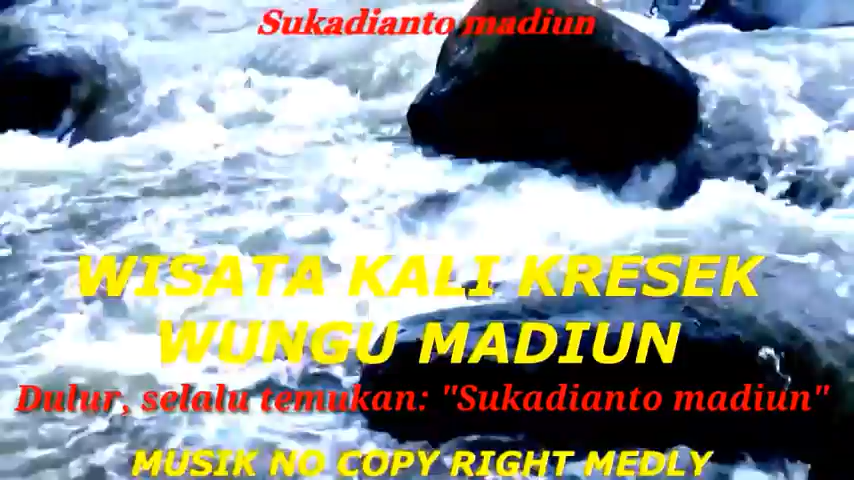 Sukadianto madiun
WISATA KALI KRESEK
WUNGU MADIUN
Dulur, selalu temukan: "Sukadianto madiun"
MUSIK NO COPY RIGHT MEDLY